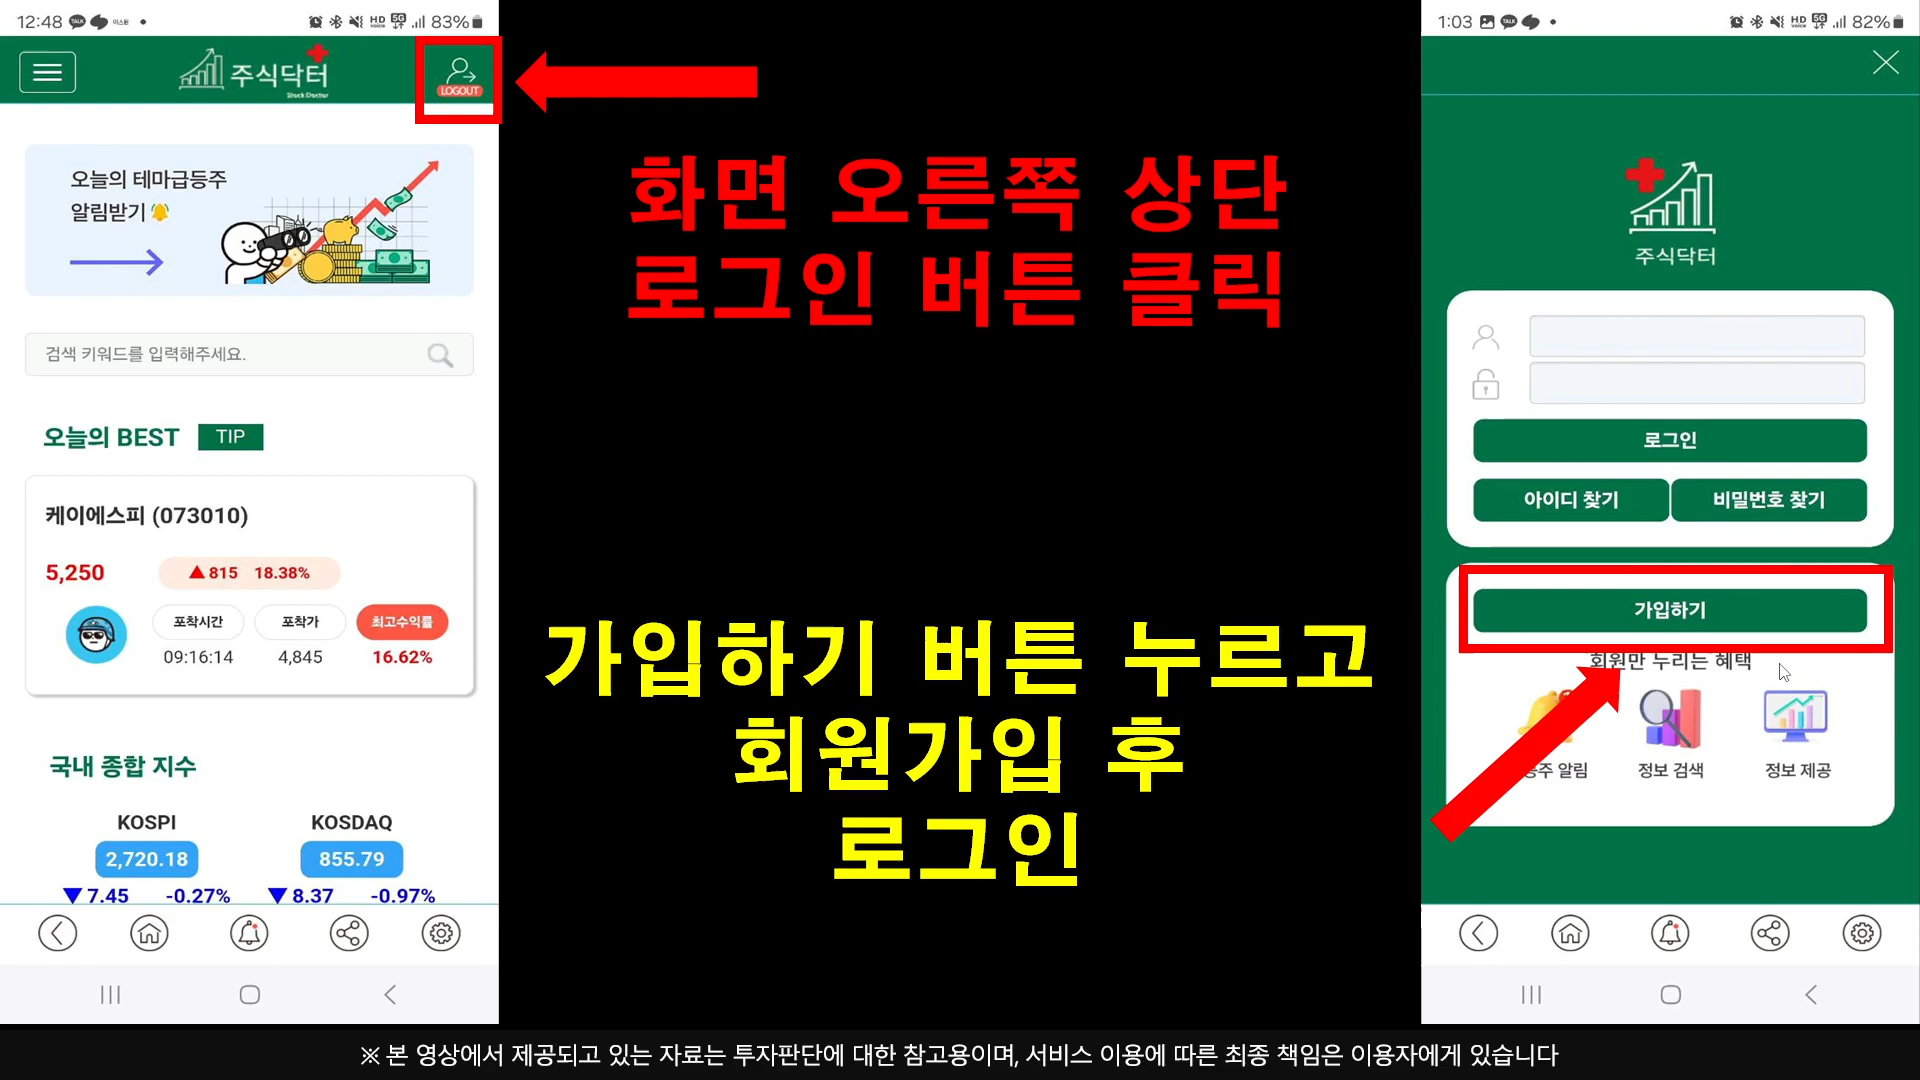 12:48
HD
5G
83%
주식닥터
Stock Doctor
LOGOUT
오늘의 테마급등주
알림받기
검색 키워드를 입력해주세요.
오늘의 BEST TIP
케이에스피 (073010)
5,250 ▲815 18.38%
포착시간 포착가 최고수익률
09:16:14 4,845 16.62%
국내 종합 지수
KOSPI KOSDAQ
2,720.18 855.79
▼7.45 -0.27% ▼8.37 -0.97%
화면 오른쪽 상단
로그인 버튼 클릭
가입하기 버튼 누르고
회원가입 후
로그인
1:03
HD
5G
82%
주식닥터
로그인
아이디 찾기 비밀번호 찾기
가입하기
회원만 누리는 혜택
등주 알림 정보 검색 정보 제공
※ 본 영상에서 제공되고 있는 자료는 투자판단에 대한 참고용이며, 서비스 이용에 따른 최종 책임은 이용자에게 있습니다